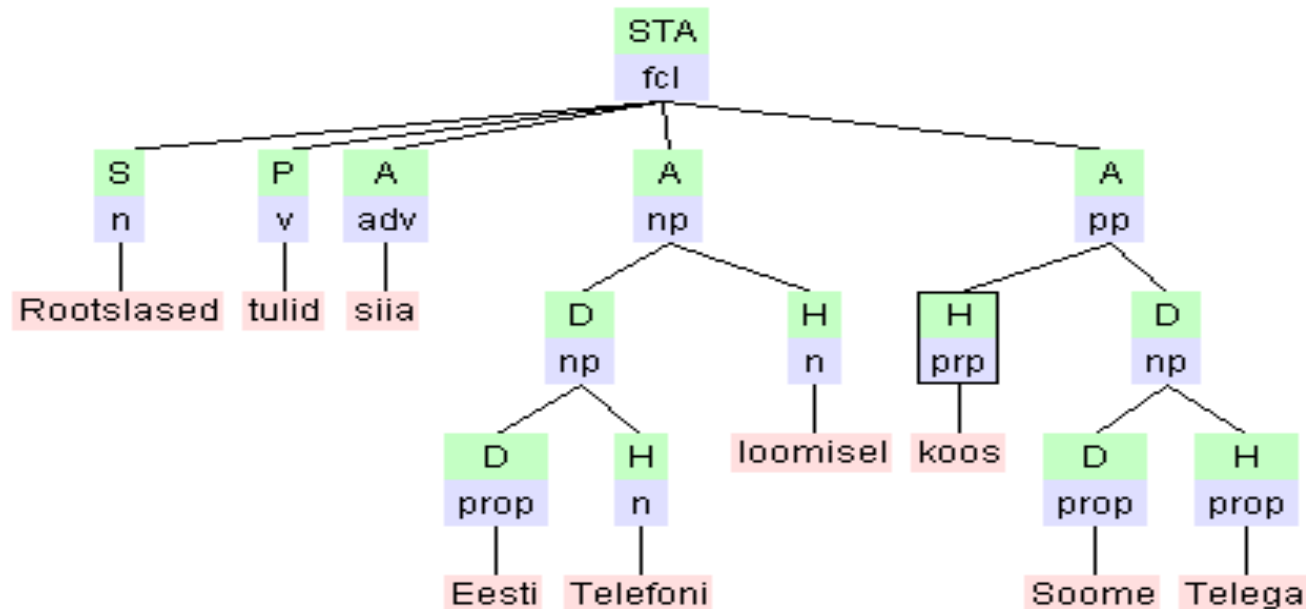 STA
fcl
S P A A A
n v adv np pp
Rootslased tulid siia
D H H D
np n prp np
loomisel koos
D H D H
prop n prop prop
Eesti Telefoni Soome Telega